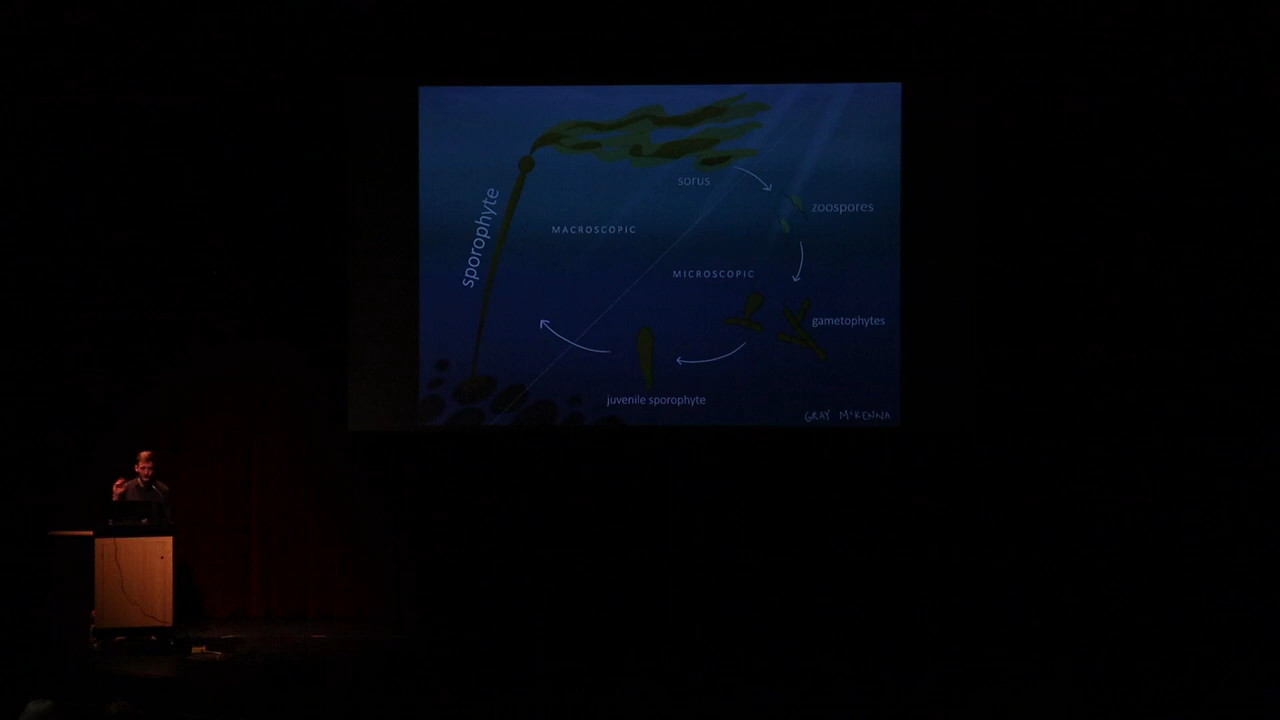 sporophyte
sorus
zoospores
MACROSCOPIC
MICROSCOPIC
gametophytes
juvenile sporophyte
GRAY McKENNA